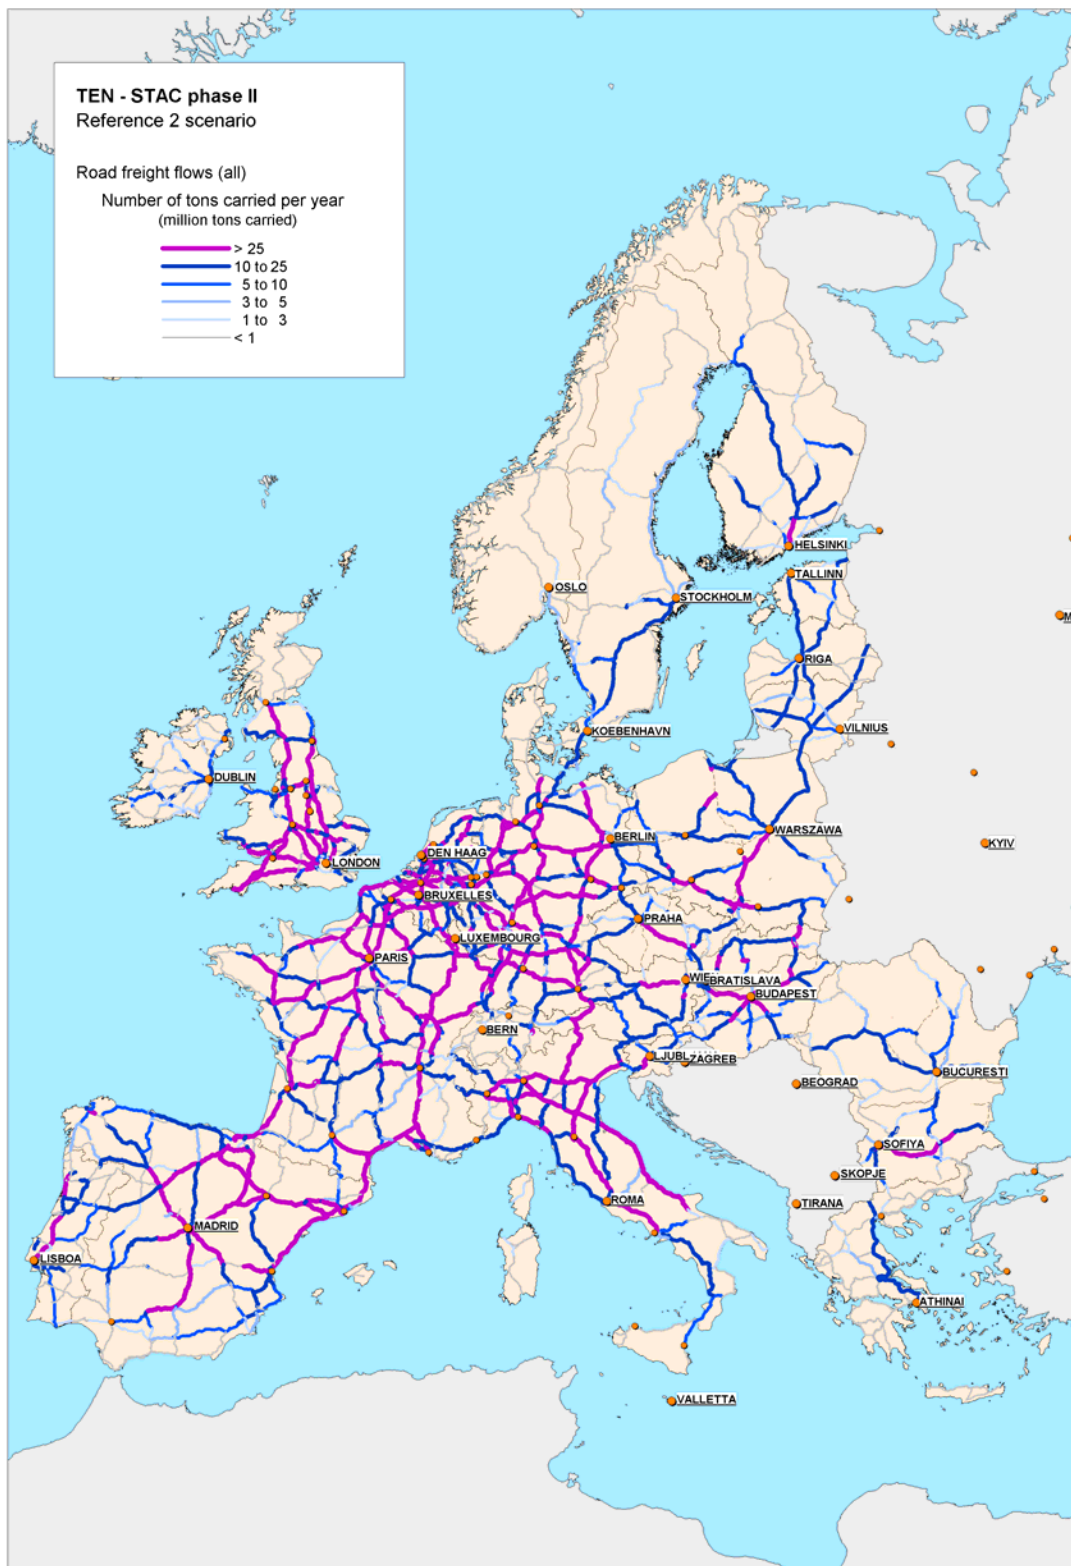 TEN - STAC phase II
Reference 2 scenario
Road freight flows (all)
Number of tons carried per year
(million tons carried)
> 25
10 to 25
5 to 10
3 to 5
1 to 3
< 1
HELSINKI
TALLINN
OSLO
STOCKHOLM
M
RIGA
KOEBENHAVN
VILNIUS
DUBLIN
WARSZAWA
BERLIN
KYIV
DEN HAAG
LONDON
BRUXELLES
PRAHA
LUXEMBOURG
PARIS
BRATISLAVA
BUDAPEST
BERN
ZAGREB
BUCURESTI
BEOGRAD
SOFIYA
SKOPJE
ROMA
TIRANA
MADRID
LISBOA
ATHINAI
VALLETTA